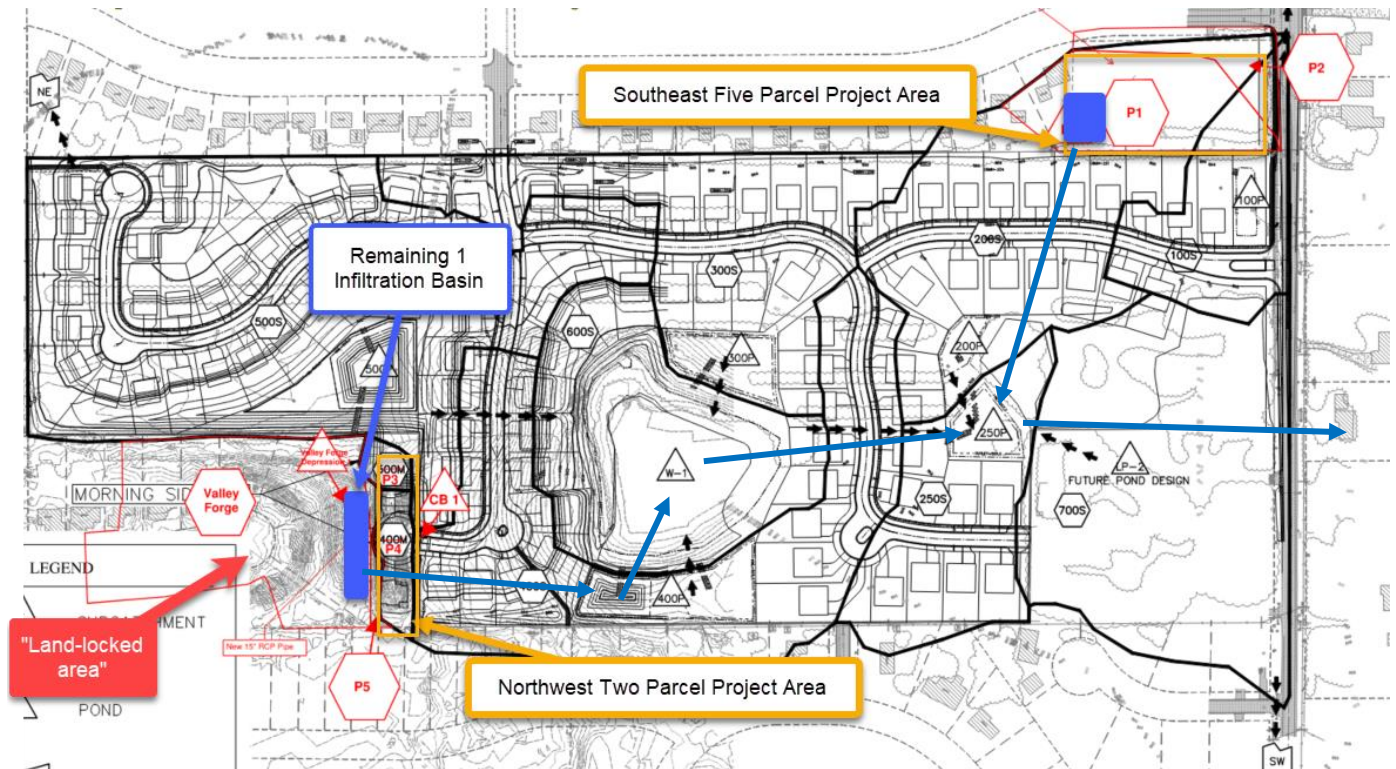 P2
Southeast Five Parcel Project Area
P1
NE
100P
200S
100S
Remaining 1
Infiltration Basin
300S
500S
600S
300P
200P
250P
W-1
LP-2
FUTURE POND DESIGN
Valley Forge
Depression
500M
P3
CB 1
MORNING SID
Valley
Forge
400M
P4
250S
700S
LEGEND
400P
"Land-locked
area"
New 15" RCP Pipe
P5
Northwest Two Parcel Project Area
POND
SW